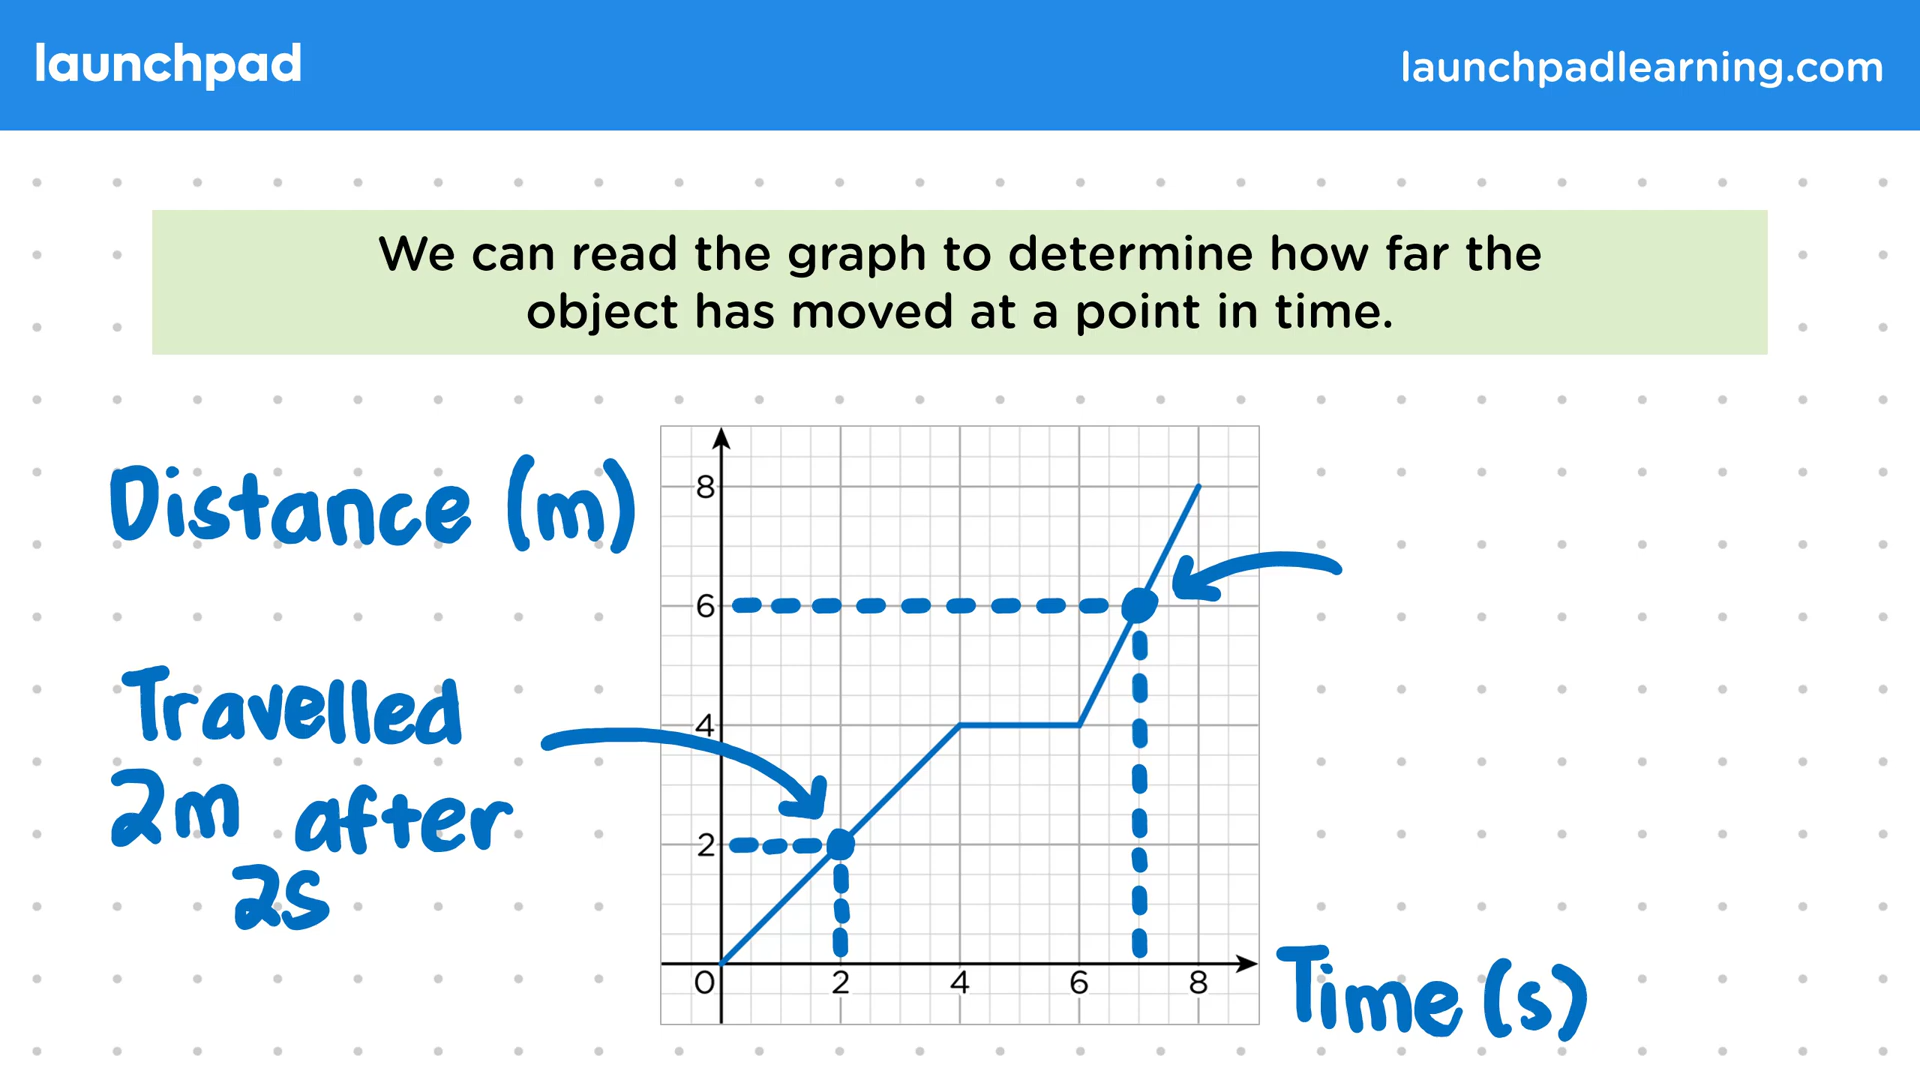 launchpad
launchpadlearning.com
We can read the graph to determine how far the
object has moved at a point in time.
Distance (m)
8
6
4
2
0
2
4
6
8
Travelled
2m after
2s
Time (s)